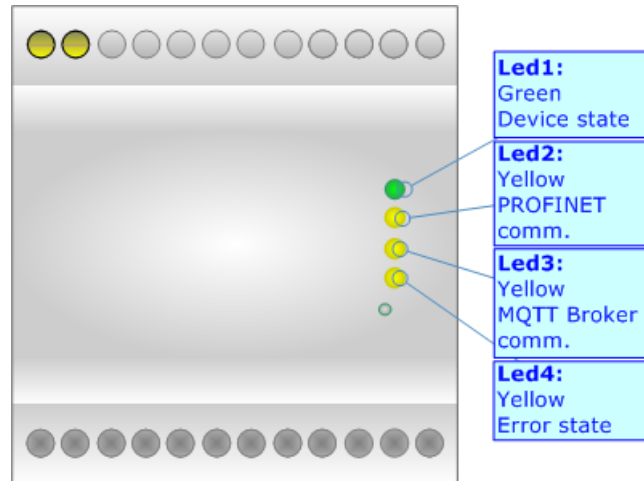 Led1:
Green
Device state
Led2:
Yellow
PROFINET
comm.
Led3:
Yellow
MQTT Broker
comm.
Led4:
Yellow
Error state